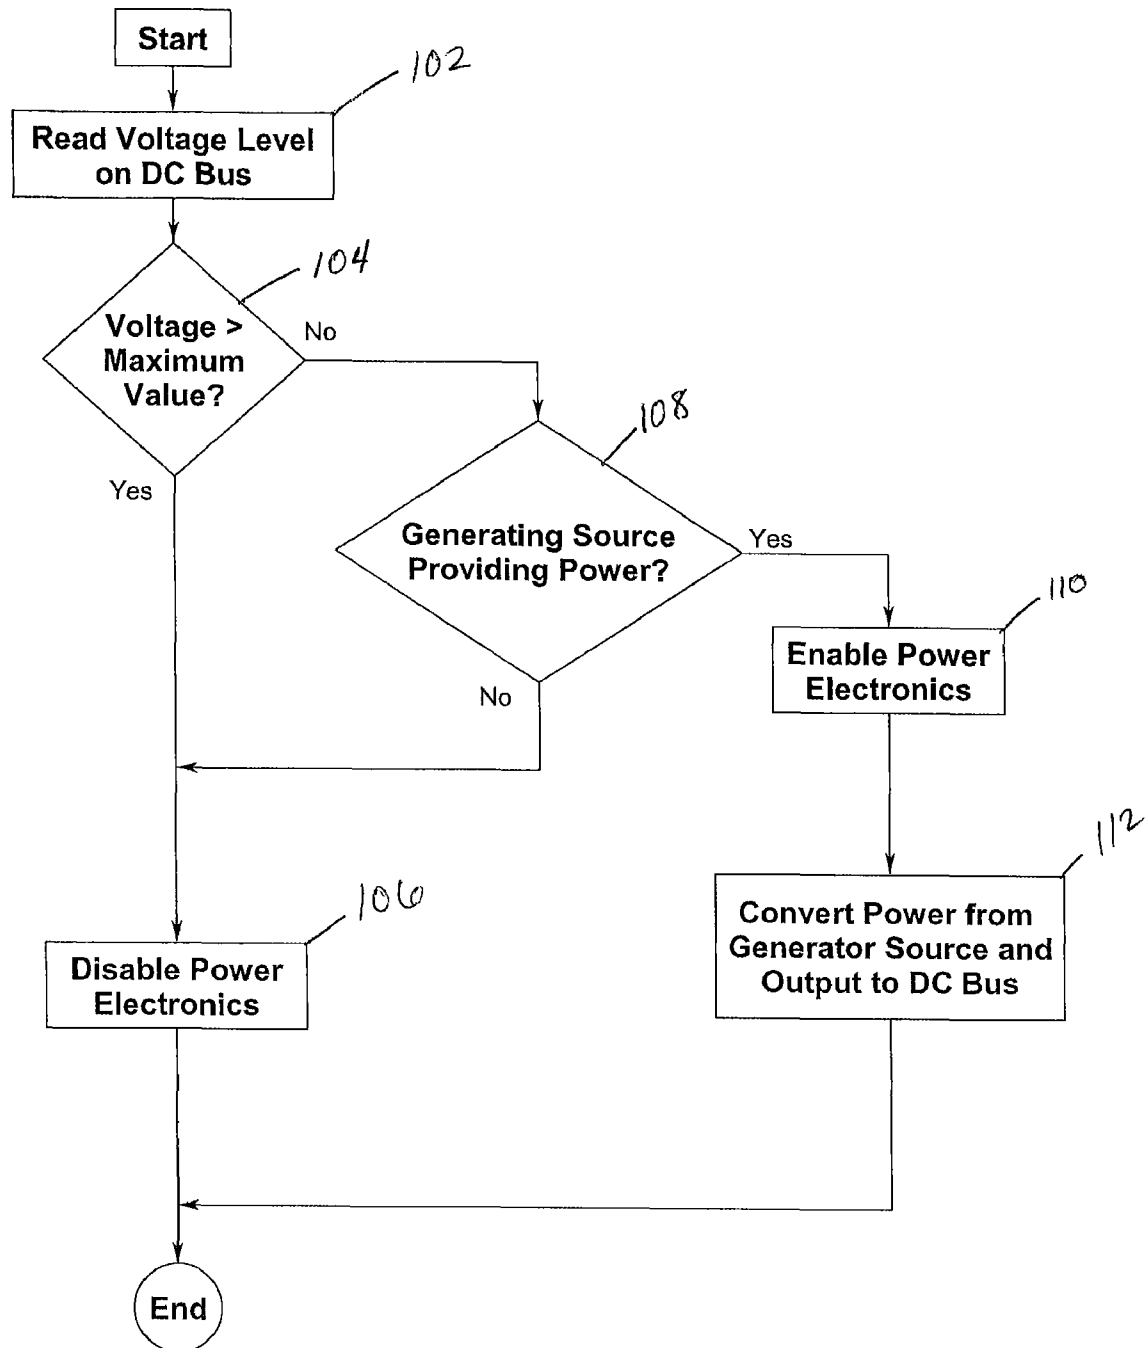 Start
102
Read Voltage Level
on DC Bus
104
Voltage >
Maximum
Value?
No
Yes
108
Generating Source
Providing Power?
Yes
No
110
Enable Power
Electronics
112
Convert Power from
Generator Source and
Output to DC Bus
106
Disable Power
Electronics
End